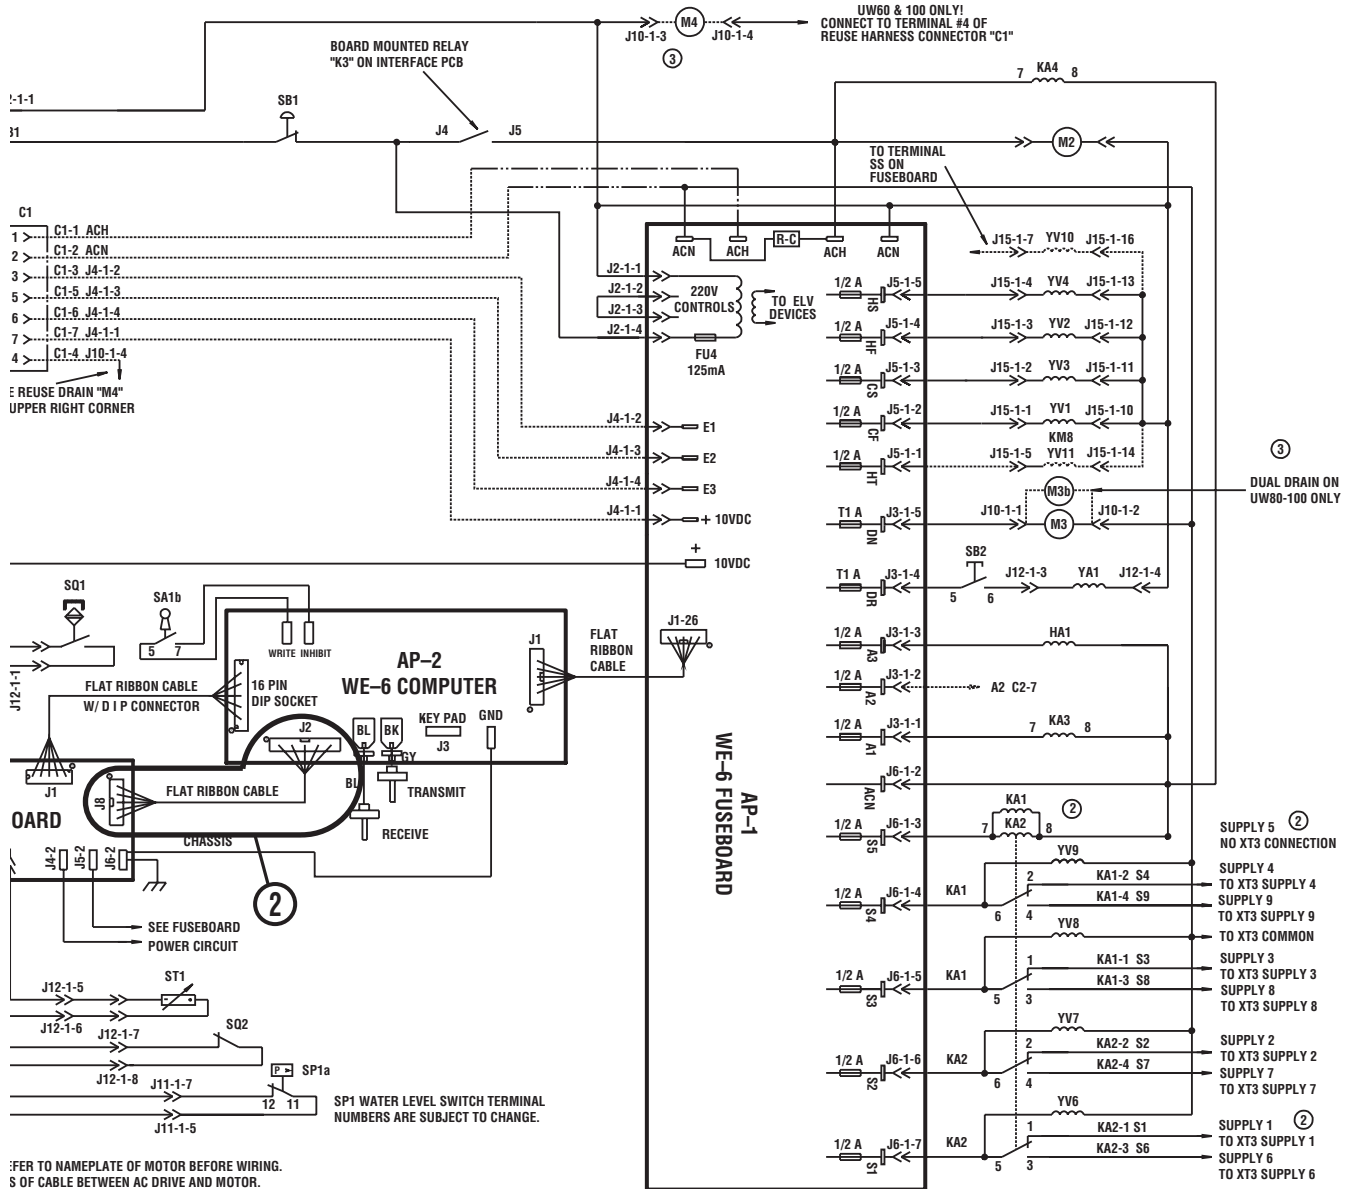 UW60 & 100 ONLY!
CONNECT TO TERMINAL #4 OF
REUSE HARNESS CONNECTOR "C1"
J10-1-3
M4
J10-1-4
3
BOARD MOUNTED RELAY
"K3" ON INTERFACE PCB
7 KA4 8
-1-1
SB1
J4
J5
M2
TO TERMINAL
SS ON
FUSEBOARD
C1
1 C1-1 ACH
2 C1-2 ACN
3 C1-3 J4-1-2
5 C1-5 J4-1-3
6 C1-6 J4-1-4
7 C1-7 J4-1-1
4 C1-4 J10-1-4
E REUSE DRAIN "M4"
UPPER RIGHT CORNER
ACN
ACH
R-C
ACH
ACN
J2-1-1
J2-1-2
J2-1-3
J2-1-4
220V
CONTROLS
TO ELV
DEVICES
FU4
125mA
J15-1-7 YV10 J15-1-16
1/2 A HS J5-1-5 J15-1-4 YV4 J15-1-13
1/2 A HF J5-1-4 J15-1-3 YV2 J15-1-12
1/2 A CS J5-1-3 J15-1-2 YV3 J15-1-11
1/2 A CF J5-1-2 J15-1-1 YV1 J15-1-10
KM8
1/2 A HT J5-1-1 J15-1-5 YV11 J15-1-14
J4-1-2 E1
J4-1-3 E2
J4-1-4 E3
J4-1-1 + 10VDC
+
10VDC
3
DUAL DRAIN ON
UW80-100 ONLY
M3b
T1 A DN J3-1-5 J10-1-1 M3 J10-1-2
SB2
T1 A DR J3-1-4 5 6 J12-1-3 YA1 J12-1-4
1/2 A A3 J3-1-3 HA1
1/2 A A2 J3-1-2 A2 C2-7
1/2 A A1 J3-1-1 7 KA3 8
ACN J6-1-2
KA1
1/2 A S5 J6-1-3 7 KA2 8
2
SUPPLY 5 2
NO XT3 CONNECTION
SQ1
SA1b
5 7
J12-1-1
WRITE INHIBIT
AP–2
WE–6 COMPUTER
16 PIN
DIP SOCKET
J1
FLAT
RIBBON
CABLE
J1-26
FLAT RIBBON CABLE
W/ D I P CONNECTOR
J2
BL
BK
KEY PAD
J3
GND
GY
BL
TRANSMIT
RECEIVE
J1
OARD
J8
FLAT RIBBON CABLE
CHASSIS
J4-2
J5-2
J6-2
2
SEE FUSEBOARD
POWER CIRCUIT
AP–1
WE–6 FUSEBOARD
YV9
1/2 A S4 J6-1-4 KA1 6 2 4
KA1-2 S4
KA1-4 S9
SUPPLY 4
TO XT3 SUPPLY 4
SUPPLY 9
TO XT3 SUPPLY 9
YV8
TO XT3 COMMON
1/2 A S3 J6-1-5 KA1 5 1 3
KA1-1 S3
KA1-3 S8
SUPPLY 3
TO XT3 SUPPLY 3
SUPPLY 8
TO XT3 SUPPLY 8
YV7
1/2 A S2 J6-1-6 KA2 6 2 4
KA2-2 S2
KA2-4 S7
SUPPLY 2
TO XT3 SUPPLY 2
SUPPLY 7
TO XT3 SUPPLY 7
YV6
1/2 A S1 J6-1-7 KA2 5 1 3
KA2-1 S1
KA2-3 S6
SUPPLY 1 2
TO XT3 SUPPLY 1
SUPPLY 6
TO XT3 SUPPLY 6
J12-1-5
ST1
J12-1-6
J12-1-7
SQ2
J12-1-8
J11-1-7
P
SP1a
12 11
J11-1-5
SP1 WATER LEVEL SWITCH TERMINAL
NUMBERS ARE SUBJECT TO CHANGE.
EFER TO NAMEPLATE OF MOTOR BEFORE WIRING.
S OF CABLE BETWEEN AC DRIVE AND MOTOR.